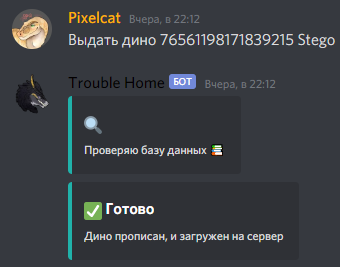 Pixelcat Вчера, в 22:12
Выдать дино 76561198171839215 Stego
Trouble Home БОТ Вчера, в 22:12
Проверяю базу данных
Готово
Дино прописан, и загружен на сервер